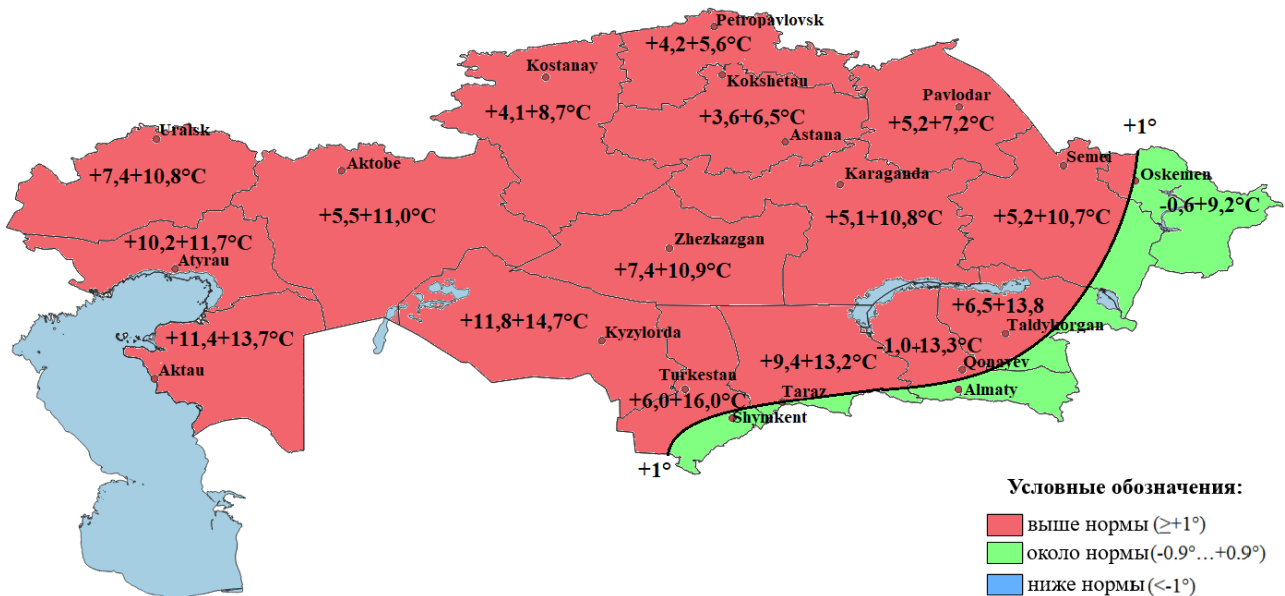 Petropavlovsk
+4,2+5,6°C
Kostanay
Kokshetau
+4,1+8,7°C
Pavlodar
+3,6+6,5°C
+5,2+7,2°C
Uralsk
Astana
+1°
Aktobe
Semei
+7,4+10,8°C
Karaganda
Oskemen
+5,5+11,0°C
+5,1+10,8°C
+5,2+10,7°C
-0,6+9,2°C
+10,2+11,7°C
Zhezkazgan
Atyrau
+7,4+10,9°C
+6,5+13,8
+11,8+14,7°C
Taldykorgan
+11,4+13,7°C
Kyzylorda
-1,0+13,3°C
+9,4+13,2°C
Qonayev
Aktau
Turkestan
Almaty
+6,0+16,0°C
Taraz
Shymkent
+1°
Условные обозначения:
выше нормы (≥+1°)
около нормы(-0.9°…+0.9°)
ниже нормы (<-1°)